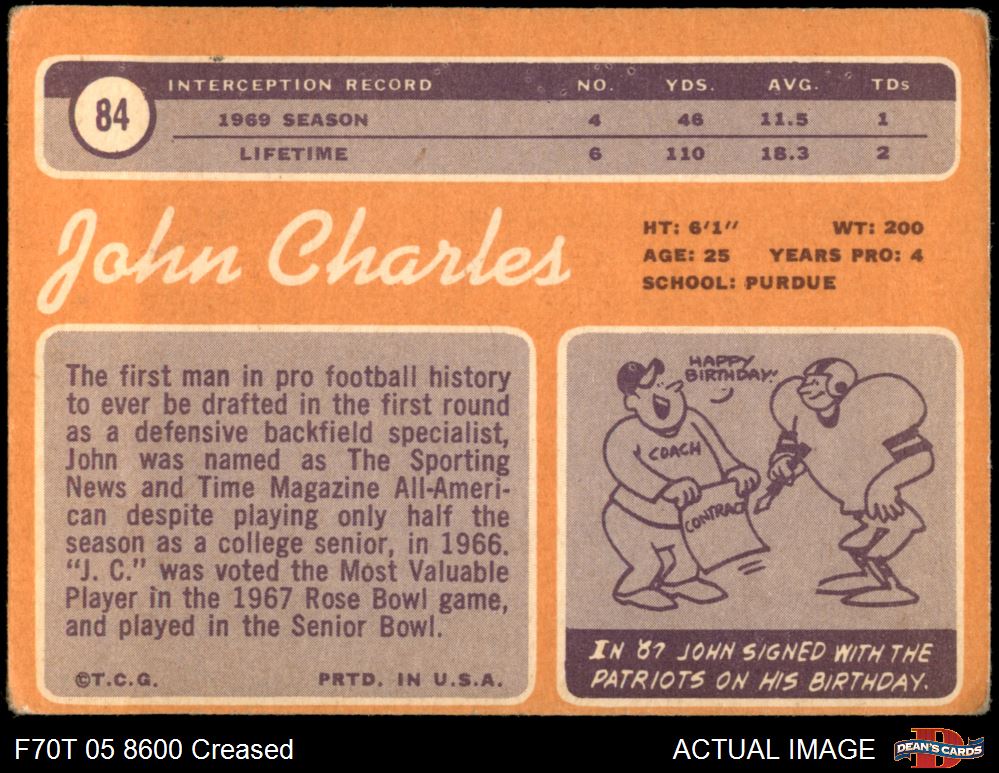 84
INTERCEPTION RECORD NO. YDS. AVG. TDs
1969 SEASON 4 46 11.5 1
LIFETIME 6 110 18.3 2
John Charles
HT: 6'1" WT: 200
AGE: 25 YEARS PRO: 4
SCHOOL: PURDUE
The first man in pro football history
to ever be drafted in the first round
as a defensive backfield specialist,
John was named as The Sporting
News and Time Magazine All-Ameri-
can despite playing only half the
season as a college senior, in 1966.
"J. C." was voted the Most Valuable
Player in the 1967 Rose Bowl game,
and played in the Senior Bowl.
©T.C.G. PRTD. IN U.S.A.
HAPPY
BIRTHDAY!
COACH
CONTRAC
IN '67 JOHN SIGNED WITH THE
PATRIOTS ON HIS BIRTHDAY.
F70T 05 8600 Creased
ACTUAL IMAGE
DEAN'S CARDS